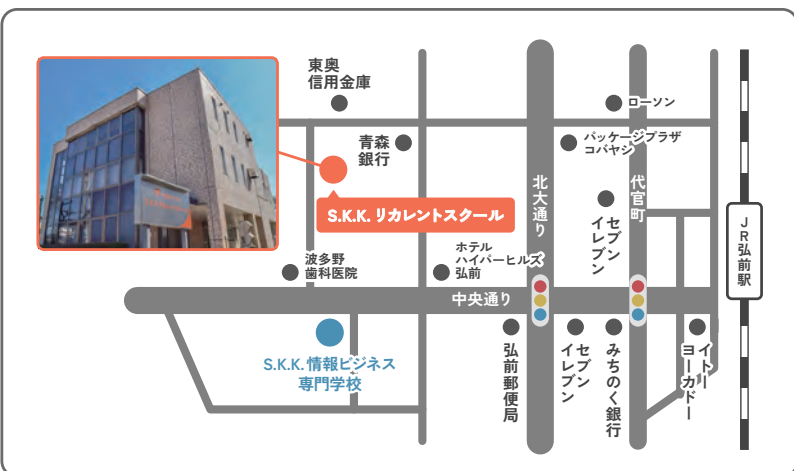 東奥
信用金庫
ローソン
青森
銀行
パッケージプラザ
コバヤシ
北大通り
代官町
セブン
イレブン
S.K.K. リカレントスクール
JR弘前駅
波多野
歯科医院
ホテル
ハイパーヒルズ
弘前
中央通り
S.K.K. 情報ビジネス
専門学校
弘前郵便局
セブン
イレブン
みちのく銀行
イトー
ヨーカドー